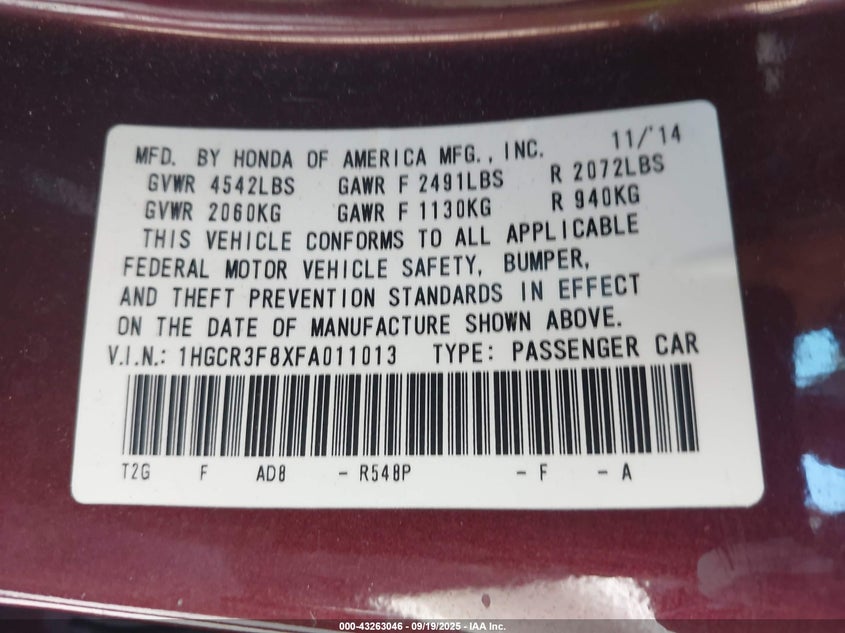 MFD. BY HONDA OF AMERICA MFG., INC. 11/'14
GVWR 4542LBS GAWR F 2491LBS R 2072LBS
GVWR 2060KG GAWR F 1130KG R 940KG
THIS VEHICLE CONFORMS TO ALL APPLICABLE
FEDERAL MOTOR VEHICLE SAFETY, BUMPER,
AND THEFT PREVENTION STANDARDS IN EFFECT
ON THE DATE OF MANUFACTURE SHOWN ABOVE.
V.I.N.: 1HGCR3F8XFA011013 TYPE: PASSENGER CAR
T2G F AD8 - R548P - F - A
000-43263046 - 09/19/2025 - IAA Inc.